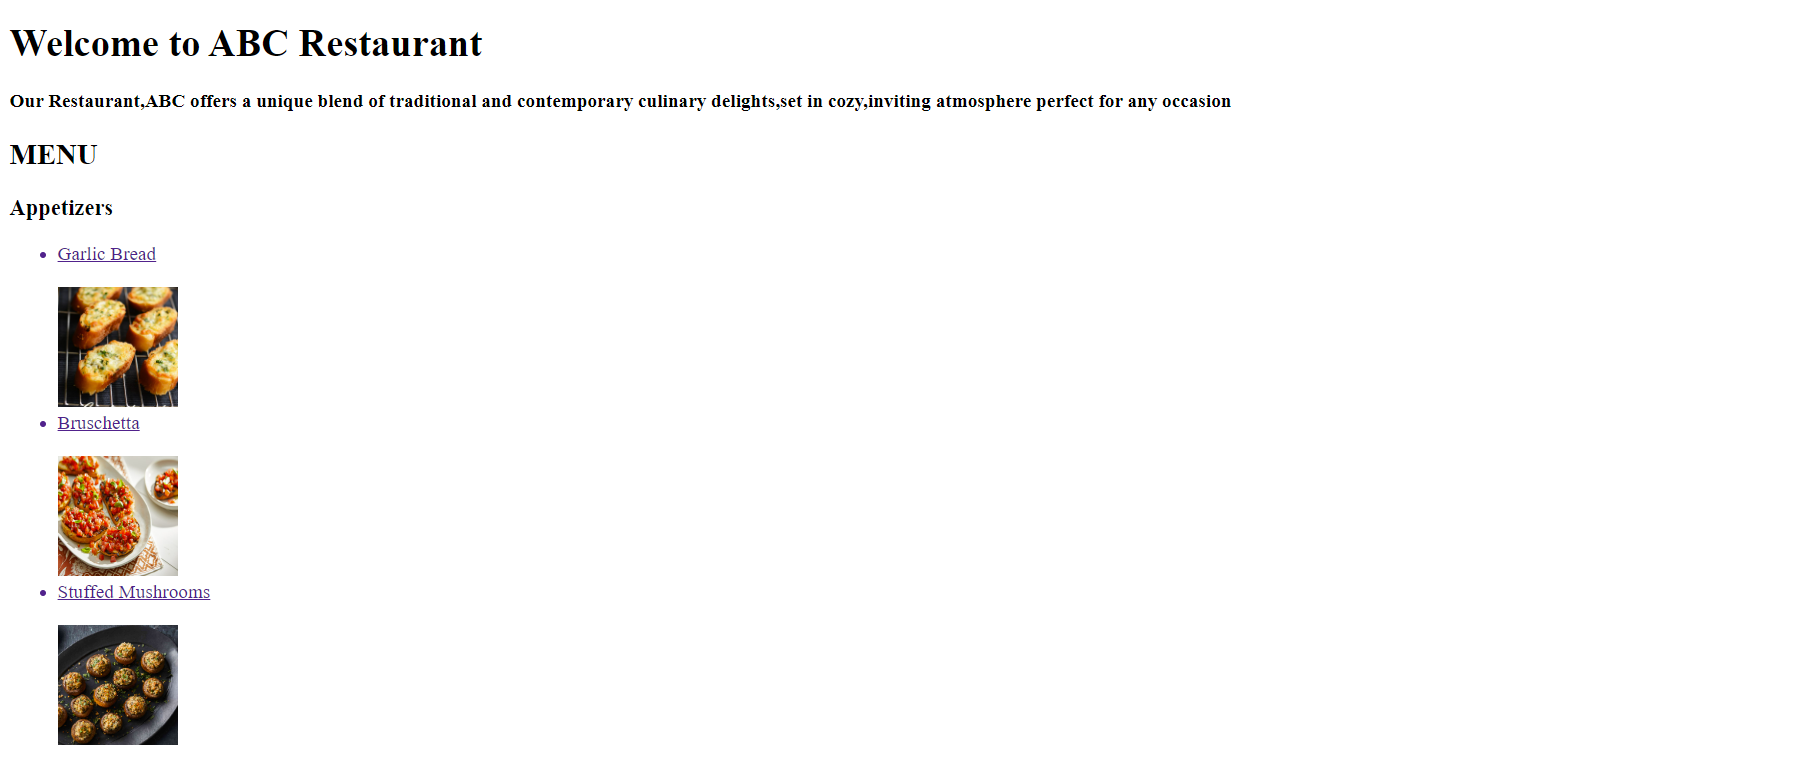 Welcome to ABC Restaurant
Our Restaurant,ABC offers a unique blend of traditional and contemporary culinary delights,set in cozy,inviting atmosphere perfect for any occasion
MENU
Appetizers
Garlic Bread
Bruschetta
Stuffed Mushrooms